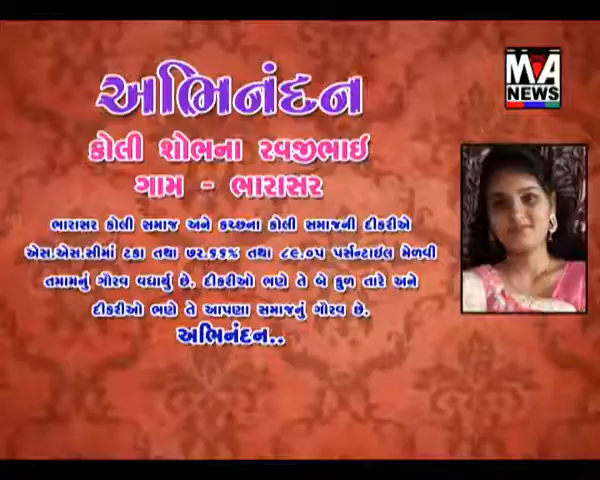 અભિનંદન
MA NEWS
કોલી શોભના રવજીભાઇ
ગામ - ભારાસર
ભારાસર કોલી સમાજ અને કચ્છના કોલી સમાજની દીકરીએ
એસ.એસ.સીમાં ટકા તથા ૭૨.૧૧% તથા ૮૯.૦૫ પર્સન્ટાઇલ મેળવી
તમામનું ગૌરવ વધાર્યુ છે. દીકરીઓ ભણે તે બે કુળ તારે અને
દીકરીઓ ભણે તે આપણા સમાજનું ગૌરવ છે.
અભિનંદન..